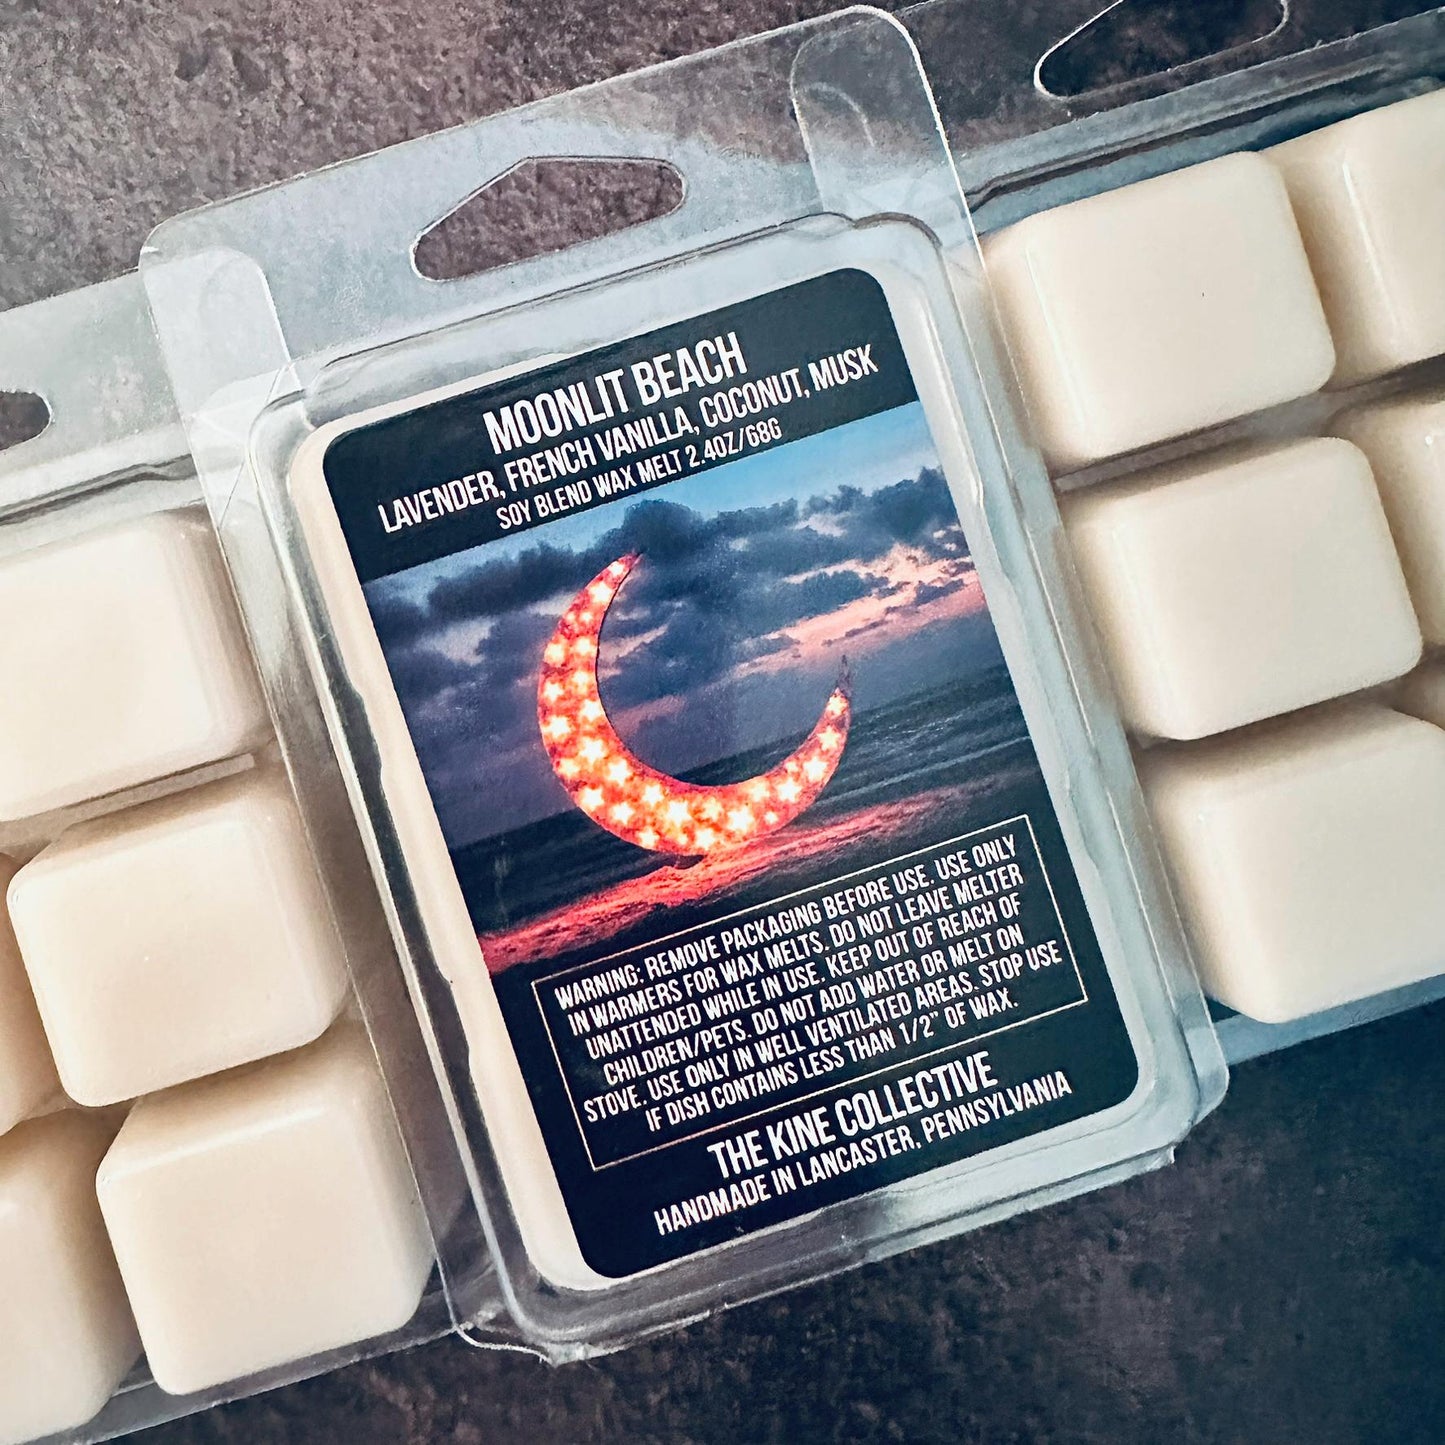 MOONLIT BEACH
LAVENDER, FRENCH VANILLA, COCONUT, MUSK
SOY BLEND WAX MELT 2.4OZ/68G
WARNING: REMOVE PACKAGING BEFORE USE. USE ONLY
IN WARMERS FOR WAX MELTS. DO NOT LEAVE MELTER
UNATTENDED WHILE IN USE. KEEP OUT OF REACH OF
CHILDREN/PETS. DO NOT ADD WATER OR MELT ON
STOVE. USE ONLY IN WELL VENTILATED AREAS. STOP USE
IF DISH CONTAINS LESS THAN 1/2" OF WAX.
THE KINE COLLECTIVE
HANDMADE IN LANCASTER, PENNSYLVANIA